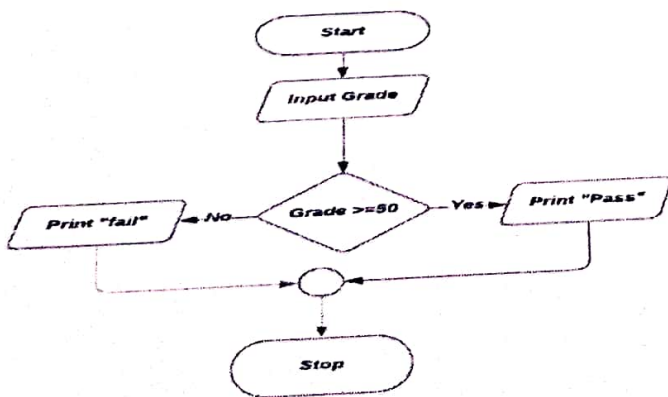 Start
Input Grade
Grade >=50
No
Yes
Print "fail"
Print "Pass"
Stop